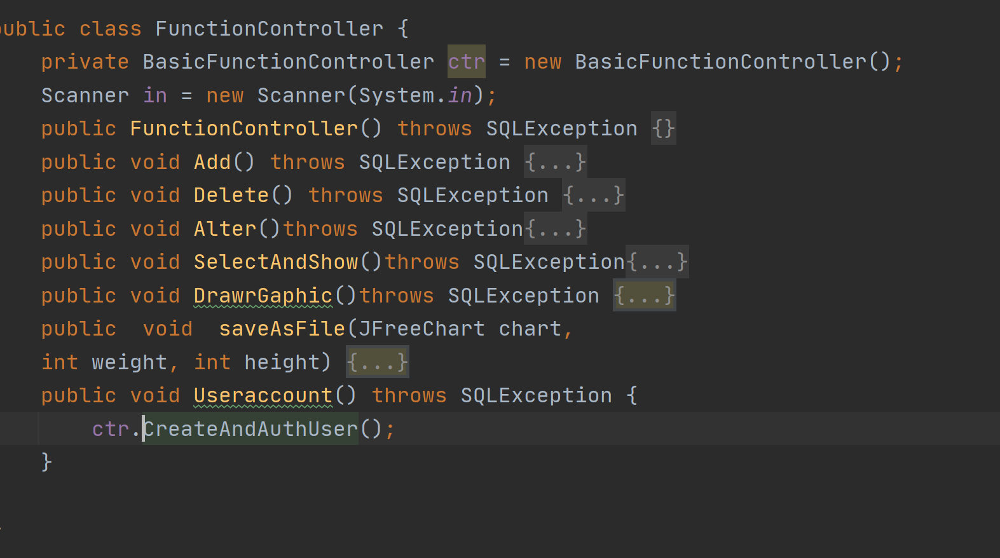 public class FunctionController {
    private BasicFunctionController ctr = new BasicFunctionController();
    Scanner in = new Scanner(System.in);
    public FunctionController() throws SQLException {}
    public void Add() throws SQLException {...}
    public void Delete() throws SQLException {...}
    public void Alter()throws SQLException{...}
    public void SelectAndShow()throws SQLException{...}
    public void DrawrGaphic()throws SQLException {...}
    public  void  saveAsFile(JFreeChart chart,
    int weight, int height) {...}
    public void Useraccount() throws SQLException {
        ctr.CreateAndAuthUser();
    }